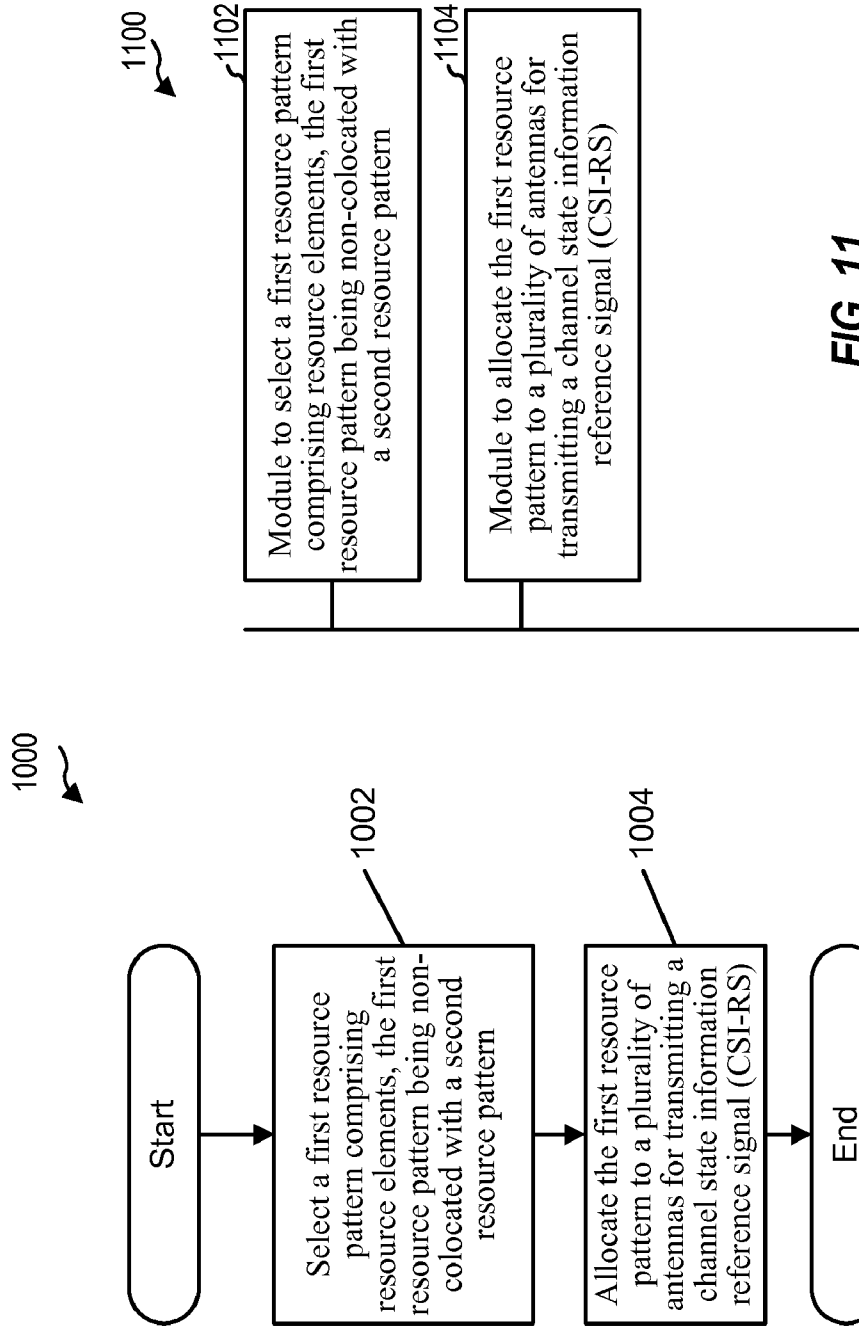 1000
Start
Select a first resource
pattern comprising
resource elements, the first
resource pattern being non-
colocated with a second
resource pattern
1002
Allocate the first resource
pattern to a plurality of
antennas for transmitting a
channel state information
reference signal (CSI-RS)
1004
End
1100
Module to select a first resource pattern
comprising resource elements, the first
resource pattern being non-colocated with
a second resource pattern
1102
Module to allocate the first resource
pattern to a plurality of antennas for
transmitting a channel state information
reference signal (CSI-RS)
1104
FIG. 11